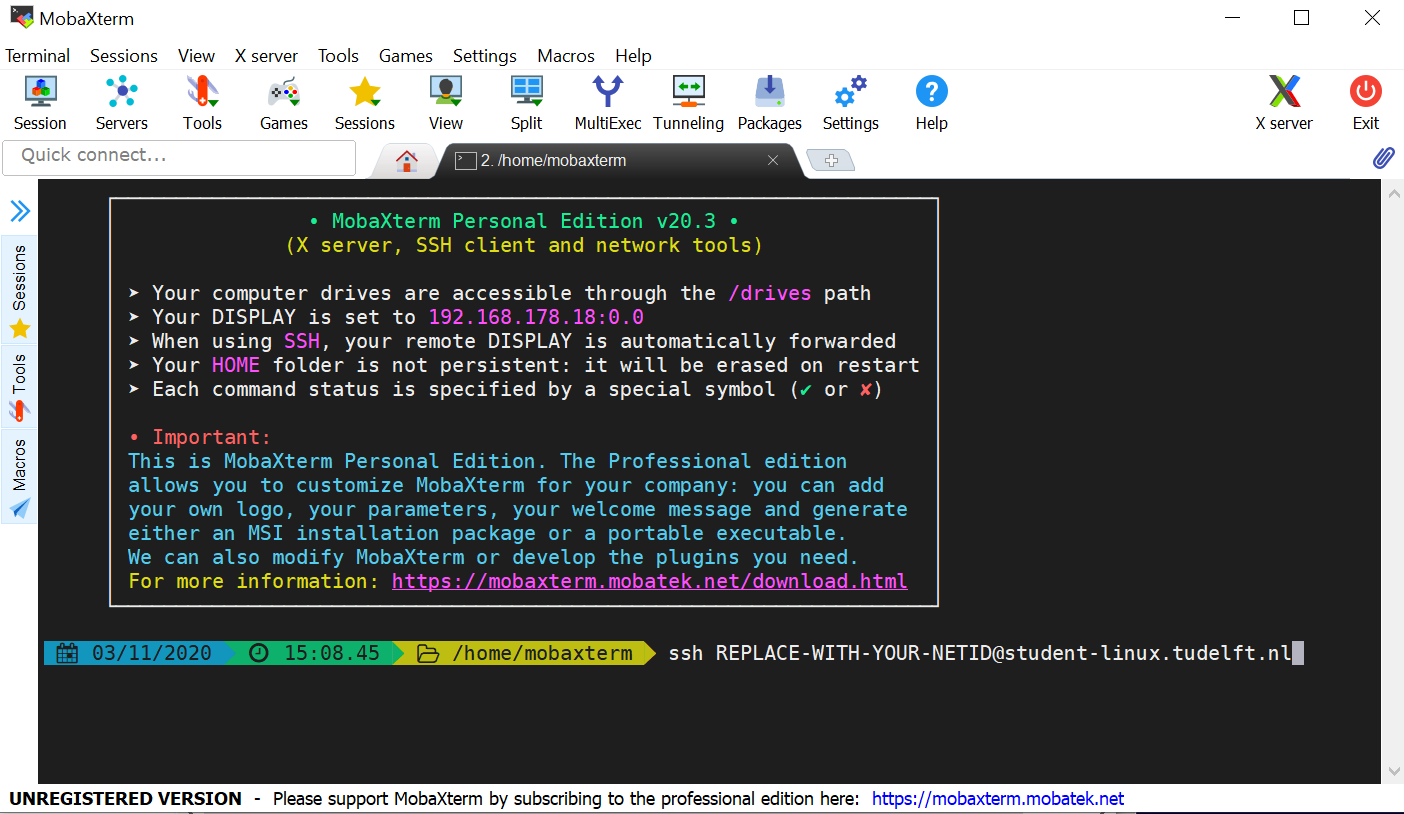 MobaXterm
Terminal Sessions View X server Tools Games Settings Macros Help
Session Servers Tools Games Sessions View Split MultiExec Tunneling Packages Settings Help X server Exit
Quick connect...
2. /home/mobaxterm
Sessions
Tools
Macros
• MobaXterm Personal Edition v20.3 •
(X server, SSH client and network tools)
➤ Your computer drives are accessible through the /drives path
➤ Your DISPLAY is set to 192.168.178.18:0.0
➤ When using SSH, your remote DISPLAY is automatically forwarded
➤ Your HOME folder is not persistent: it will be erased on restart
➤ Each command status is specified by a special symbol (✔ or ✘)
• Important:
This is MobaXterm Personal Edition. The Professional edition
allows you to customize MobaXterm for your company: you can add
your own logo, your parameters, your welcome message and generate
either an MSI installation package or a portable executable.
We can also modify MobaXterm or develop the plugins you need.
For more information: https://mobaxterm.mobatek.net/download.html
03/11/2020 15:08.45 /home/mobaxterm ssh REPLACE-WITH-YOUR-NETID@student-linux.tudelft.nl
UNREGISTERED VERSION - Please support MobaXterm by subscribing to the professional edition here: https://mobaxterm.mobatek.net